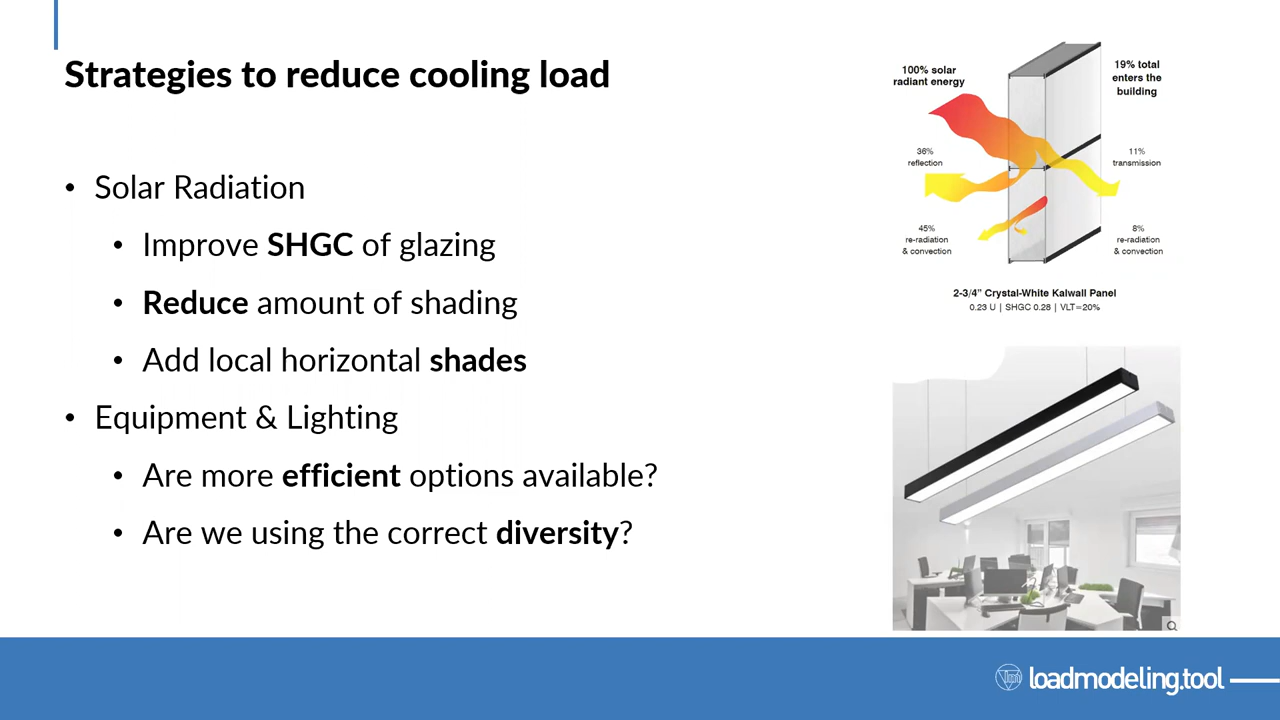 Strategies to reduce cooling load
• Solar Radiation
• Improve SHGC of glazing
• Reduce amount of shading
• Add local horizontal shades
• Equipment & Lighting
• Are more efficient options available?
• Are we using the correct diversity?
100% solar
radiant energy
19% total
enters the
building
36%
reflection
11%
transmission
45%
re-radiation
& convection
8%
re-radiation
& convection
2-3/4” Crystal-White Kalwall Panel
0.23 U | SHGC 0.28 | VLT=20%
loadmodeling.tool